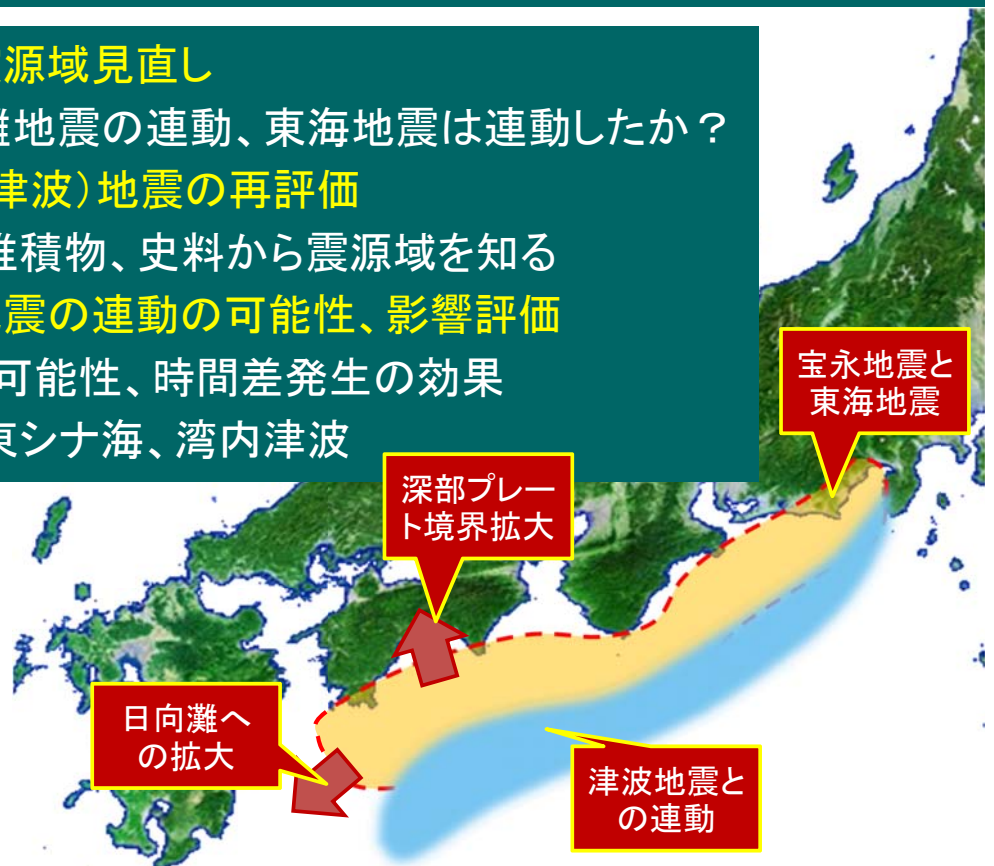 源域見直し
地震の連動、東海地震は連動したか？
津波）地震の再評価
堆積物、史料から震源域を知る
震の連動の可能性、影響評価
可能性、時間差発生の効果
東シナ海、湾内津波
宝永地震と
東海地震
深部プレー
ト境界拡大
日向灘へ
の拡大
津波地震と
の連動